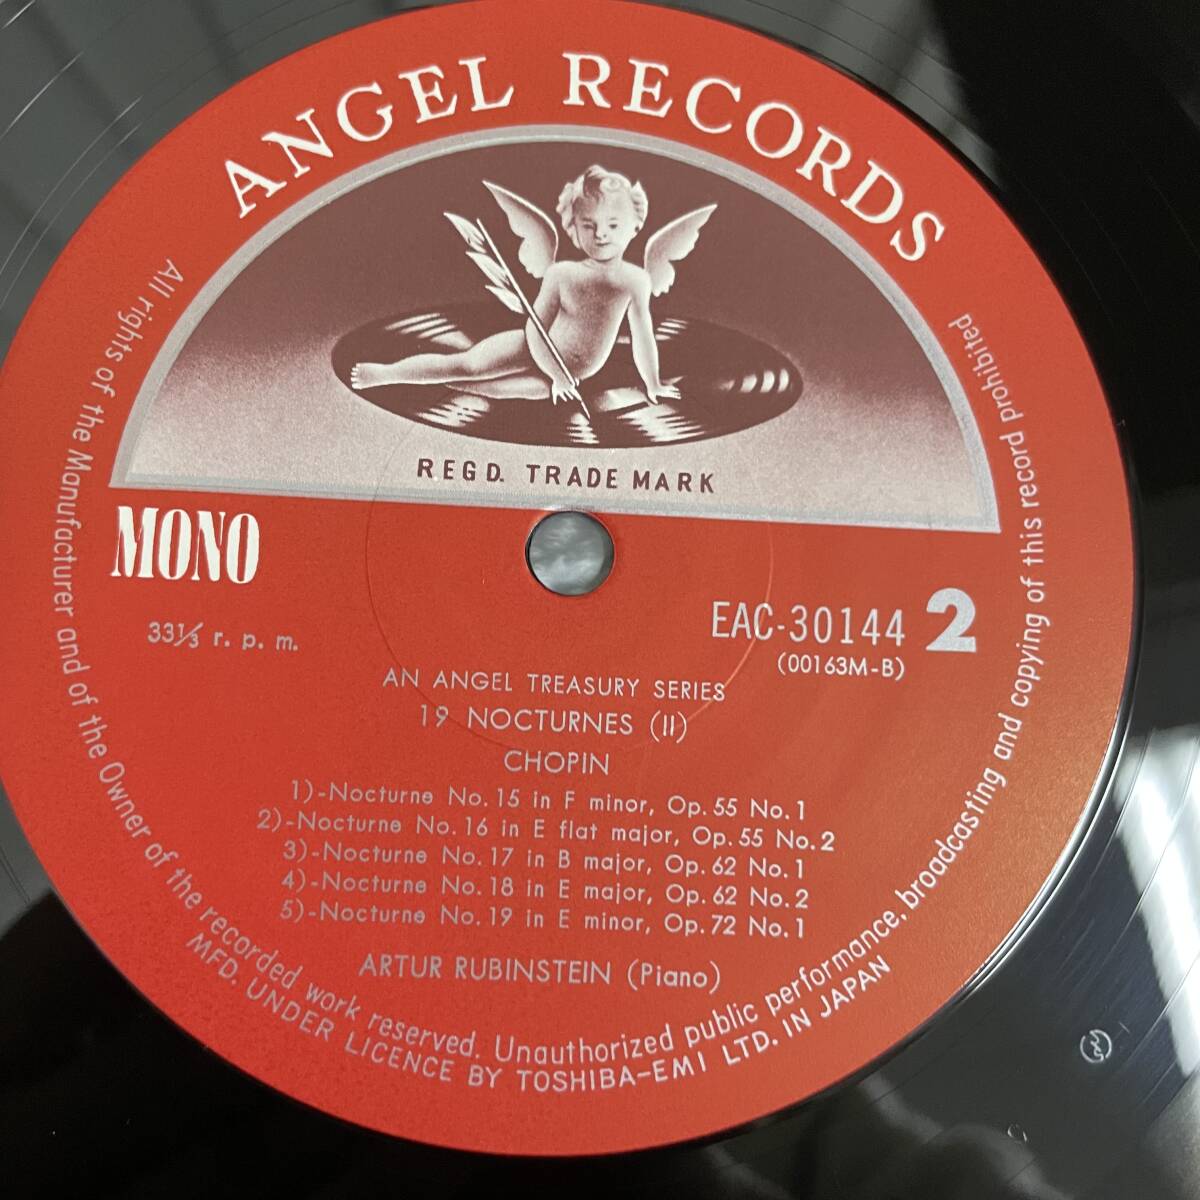 ANGEL RECORDS
REGD. TRADE MARK
MONO
33⅓ r. p. m.
EAC-30144 2
(00163M-B)
AN ANGEL TREASURY SERIES
19 NOCTURNES (II)
CHOPIN
1)-Nocturne No. 15 in F minor, Op. 55 No. 1
2)-Nocturne No. 16 in E flat major, Op. 55 No. 2
3)-Nocturne No. 17 in B major, Op. 62 No. 1
4)-Nocturne No. 18 in E major, Op. 62 No. 2
5)-Nocturne No. 19 in E minor, Op. 72 No. 1
ARTUR RUBINSTEIN (Piano)
All rights of the Manufacturer and of the Owner of the recorded work reserved. Unauthorized public performance, broadcasting and copying of this record prohibited
MFD. UNDER LICENCE BY TOSHIBA-EMI LTD. IN JAPAN